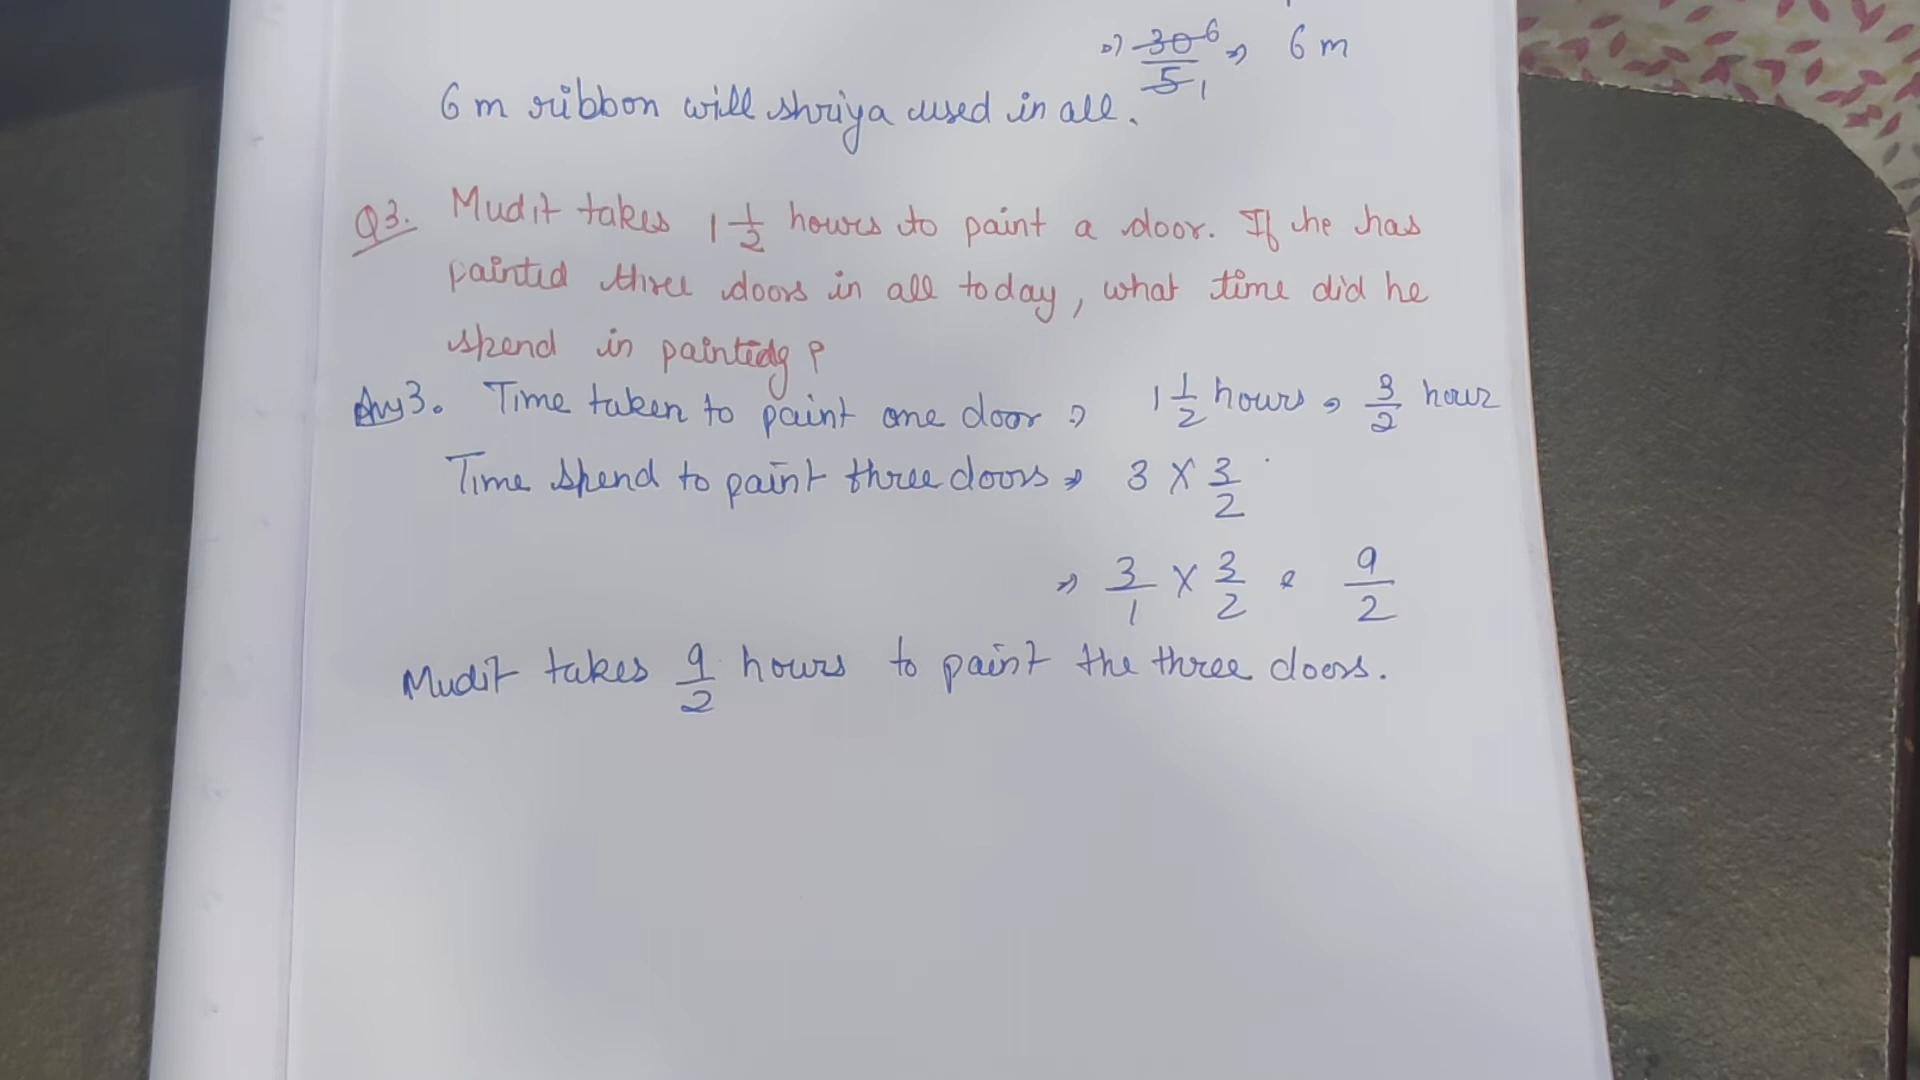 ⇒ 30/5 6 1 ⇒ 6 m
6 m ribbon will shriya used in all.
Q3. Mudit takes 1 1/2 hours to paint a door. If he has
painted three doors in all today, what time did he
spend in painting ?
Ans3. Time taken to paint one door ⇒ 1 1/2 hours ⇒ 3/2 hour
Time spend to paint three doors ⇒ 3 X 3/2
⇒ 3/1 X 3/2 = 9/2
Mudit takes 9/2 hours to paint the three doors.